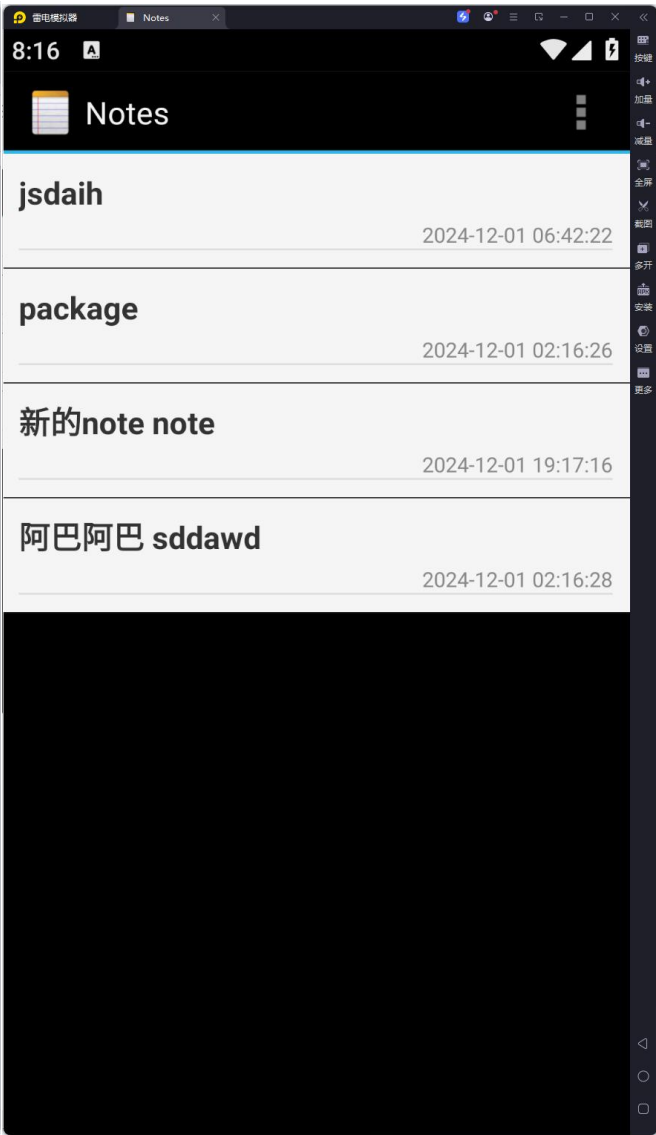 雷电模拟器
Notes
8:16
A
Notes
jsdaih
2024-12-01 06:42:22
package
2024-12-01 02:16:26
新的note note
2024-12-01 19:17:16
阿巴阿巴 sddawd
2024-12-01 02:16:28
按键
加量
减量
全屏
截图
多开
安装
设置
更多